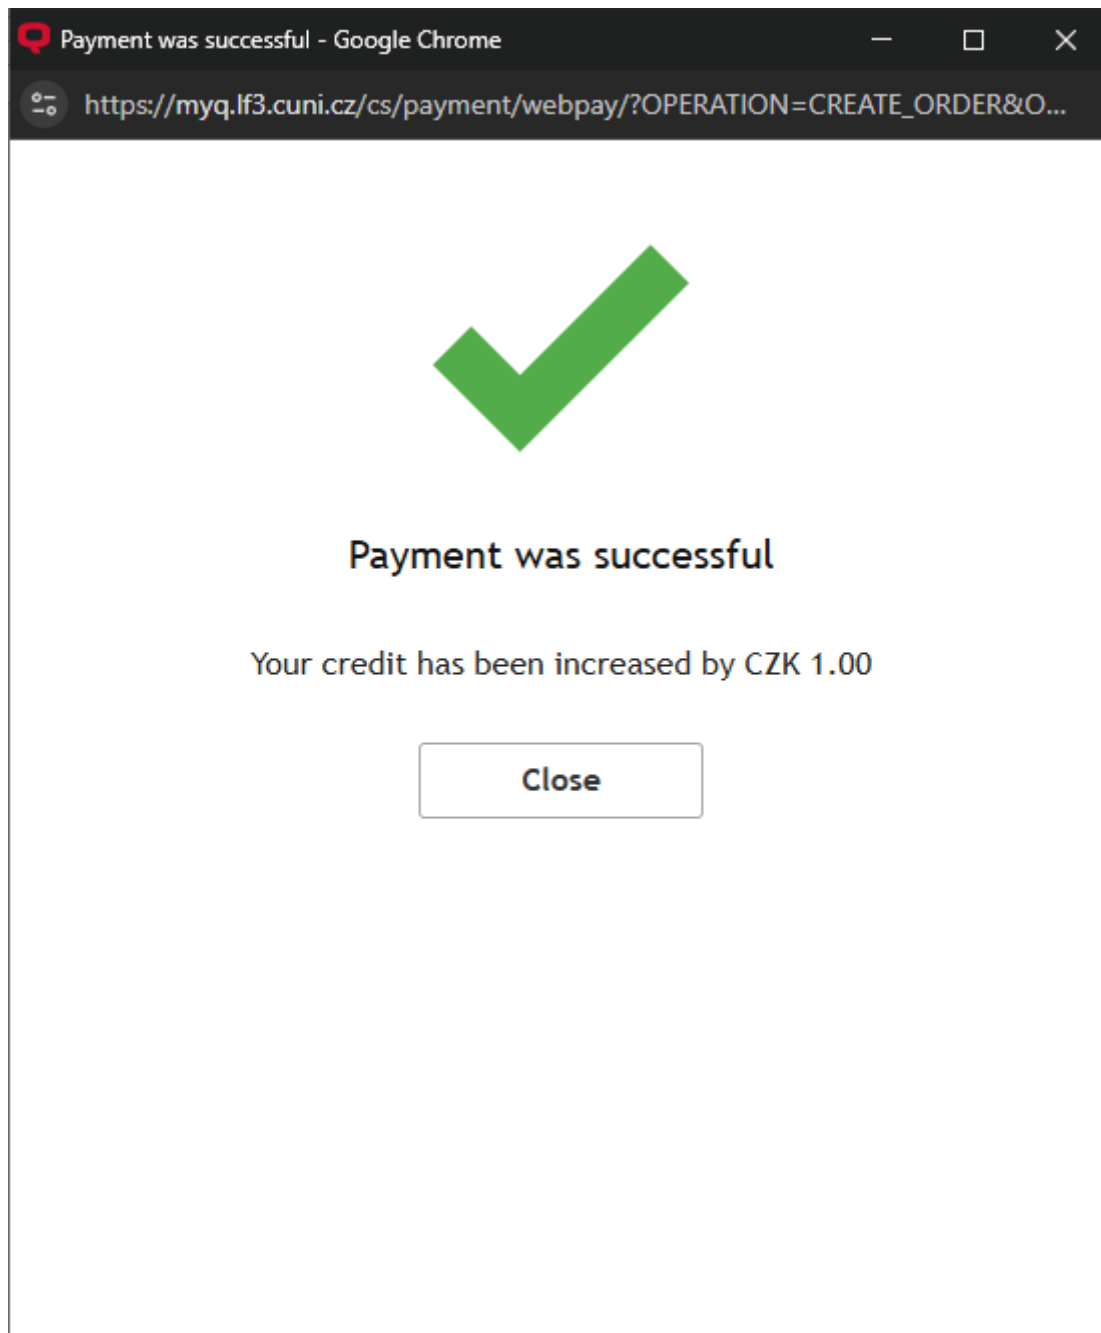 Payment was successful - Google Chrome
https://myq.lf3.cuni.cz/cs/payment/webpay/?OPERATION=CREATE_ORDER&O...
Payment was successful
Your credit has been increased by CZK 1.00
Close